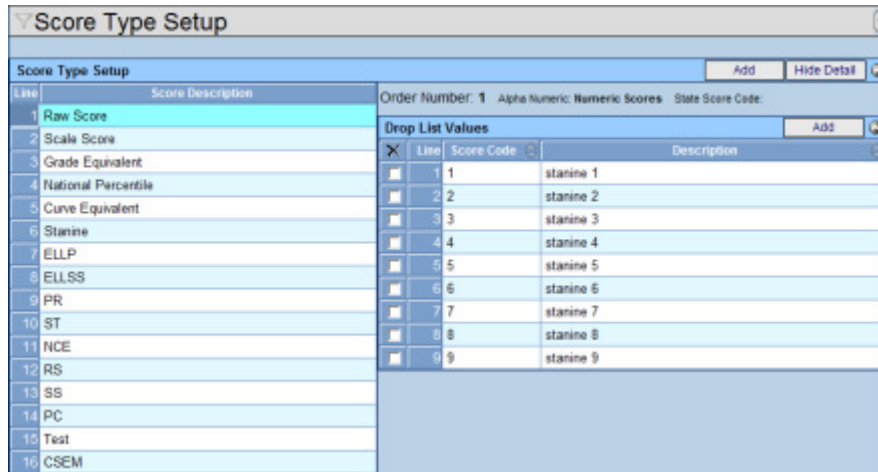 Score Type Setup
Score Type Setup Add Hide Detail
Line Score Description
1 Raw Score
2 Scale Score
3 Grade Equivalent
4 National Percentile
5 Curve Equivalent
6 Stanine
7 ELLP
8 ELLSS
9 PR
10 ST
11 NCE
12 RS
13 SS
14 PC
15 Test
16 CSEM
Order Number: 1 Alpha Numeric: Numeric Scores State Score Code:
Drop List Values Add
X Line Score Code Description
1 1 stanine 1
2 2 stanine 2
3 3 stanine 3
4 4 stanine 4
5 5 stanine 5
6 6 stanine 6
7 7 stanine 7
8 8 stanine 8
9 9 stanine 9